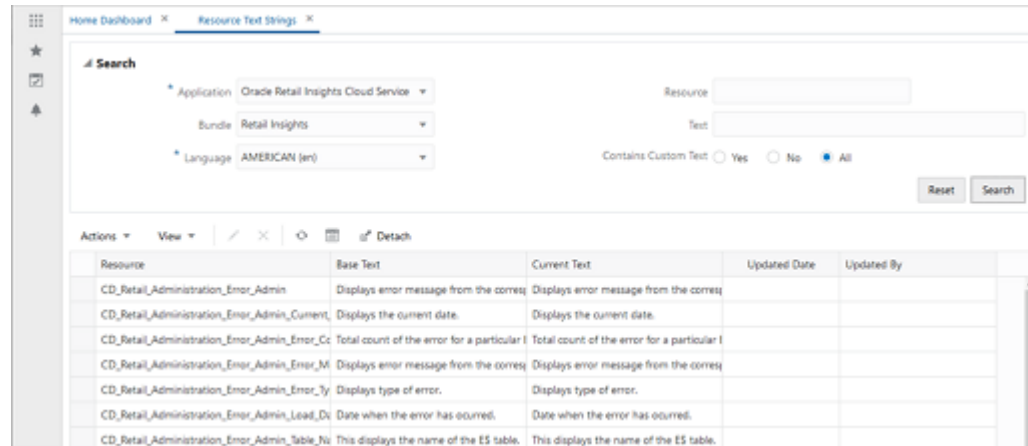 Home Dashboard × Resource Text Strings ×
Search
* Application Oracle Retail Insights Cloud Service Resource
Bundle Retail Insights Text
* Language AMERICAN (en) Contains Custom Text Yes No All
Reset Search
Actions View Detach
Resource Base Text Current Text Updated Date Updated By
CD_Retail_Administration_Error_Admin Displays error message from the corresp Displays error message from the corresp
CD_Retail_Administration_Error_Admin_Current_ Displays the current date. Displays the current date.
CD_Retail_Administration_Error_Admin_Error_Co Total count of the error for a particular Total count of the error for a particular
CD_Retail_Administration_Error_Admin_Error_M Displays error message from the corresp Displays error message from the corresp
CD_Retail_Administration_Error_Admin_Error_Ty Displays type of error. Displays type of error.
CD_Retail_Administration_Error_Admin_Load_Da Date when the error has ocurred. Date when the error has ocurred.
CD_Retail_Administration_Error_Admin_Table_Na This displays the name of the E$ table. This displays the name of the E$ table.